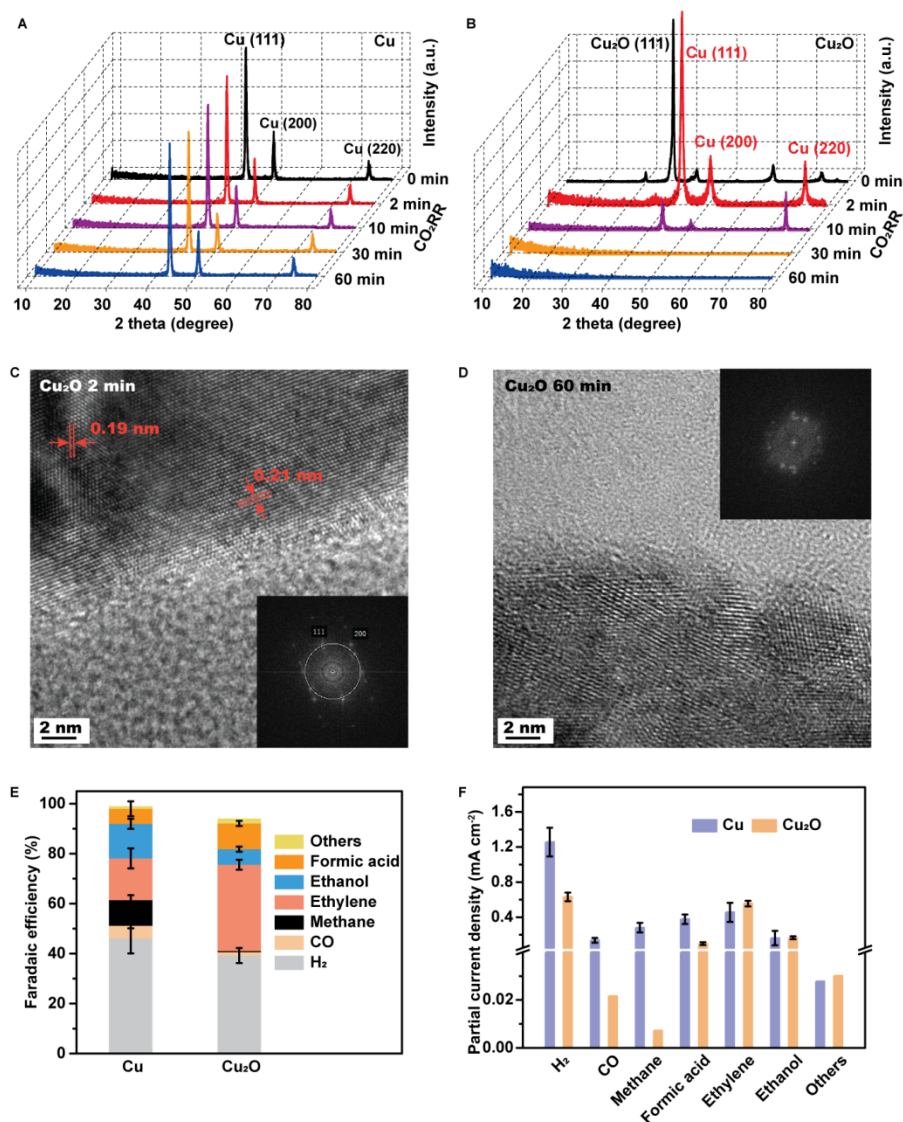 A
Cu (111)
Cu
Cu (200)
Cu (220)
Intensity (a.u.)
0 min
2 min
10 min
30 min
60 min
CO₂RR
10 20 30 40 50 60 70 80
2 theta (degree)
B
Cu₂O (111)
Cu₂O
Cu (111)
Cu (200)
Cu (220)
Intensity (a.u.)
0 min
2 min
10 min
30 min
60 min
CO₂RR
10 20 30 40 50 60 70 80
2 theta (degree)
C
Cu₂O 2 min
0.19 nm
0.21 nm
111
200
2 nm
D
Cu₂O 60 min
2 nm
E
Faradaic efficiency (%)
100
80
60
40
20
0
Others
Formic acid
Ethanol
Ethylene
Methane
CO
H₂
Cu
Cu₂O
F
Partial current density (mA cm⁻²)
1.6
1.2
0.8
0.4
0.02
0.00
Cu
Cu₂O
H₂
CO
Methane
Formic acid
Ethylene
Ethanol
Others